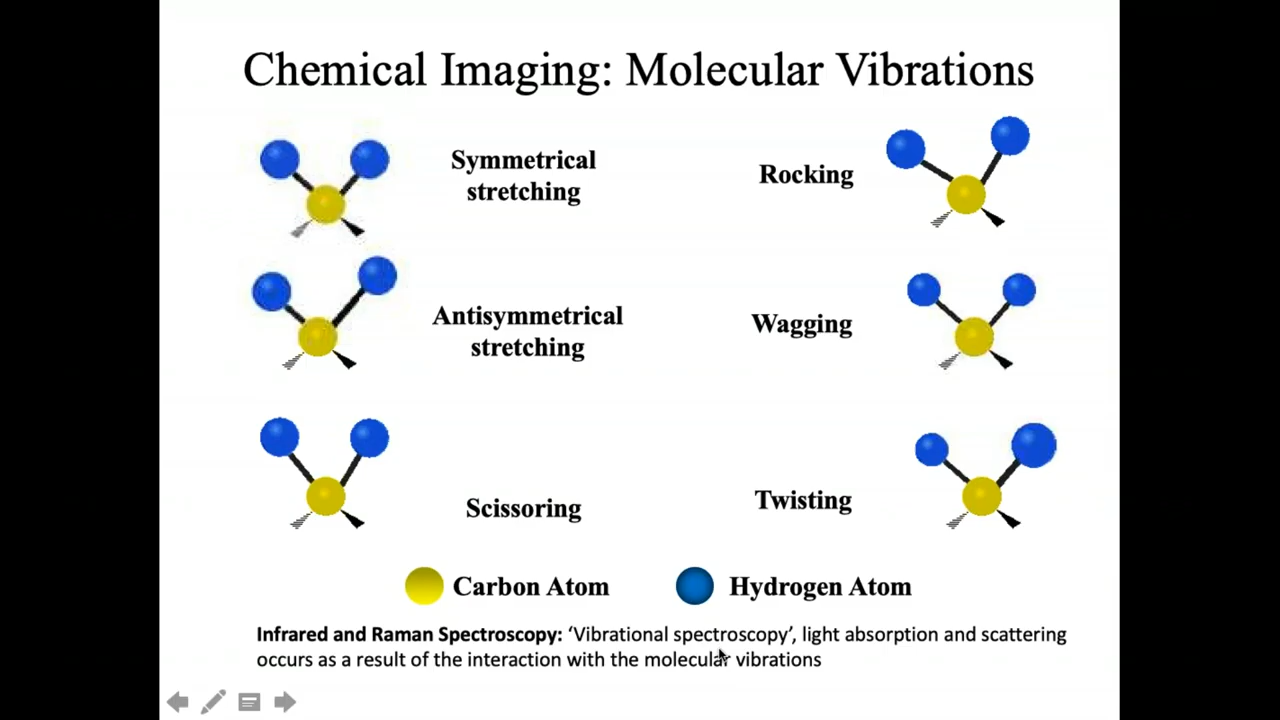 Chemical Imaging: Molecular Vibrations
Symmetrical
stretching
Rocking
Antisymmetrical
stretching
Wagging
Scissoring
Twisting
Carbon Atom
Hydrogen Atom
Infrared and Raman Spectroscopy: ‘Vibrational spectroscopy’, light absorption and scattering
occurs as a result of the interaction with the molecular vibrations